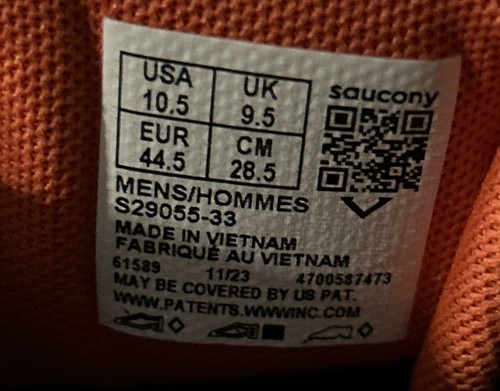 USA 10.5
UK 9.5
EUR 44.5
CM 28.5
saucony
MENS/HOMMES
S29055-33
MADE IN VIETNAM
FABRIQUÉ AU VIETNAM
61589 11/23 4700587473
MAY BE COVERED BY US PAT.
WWW.PATENTS.WWWINC.COM